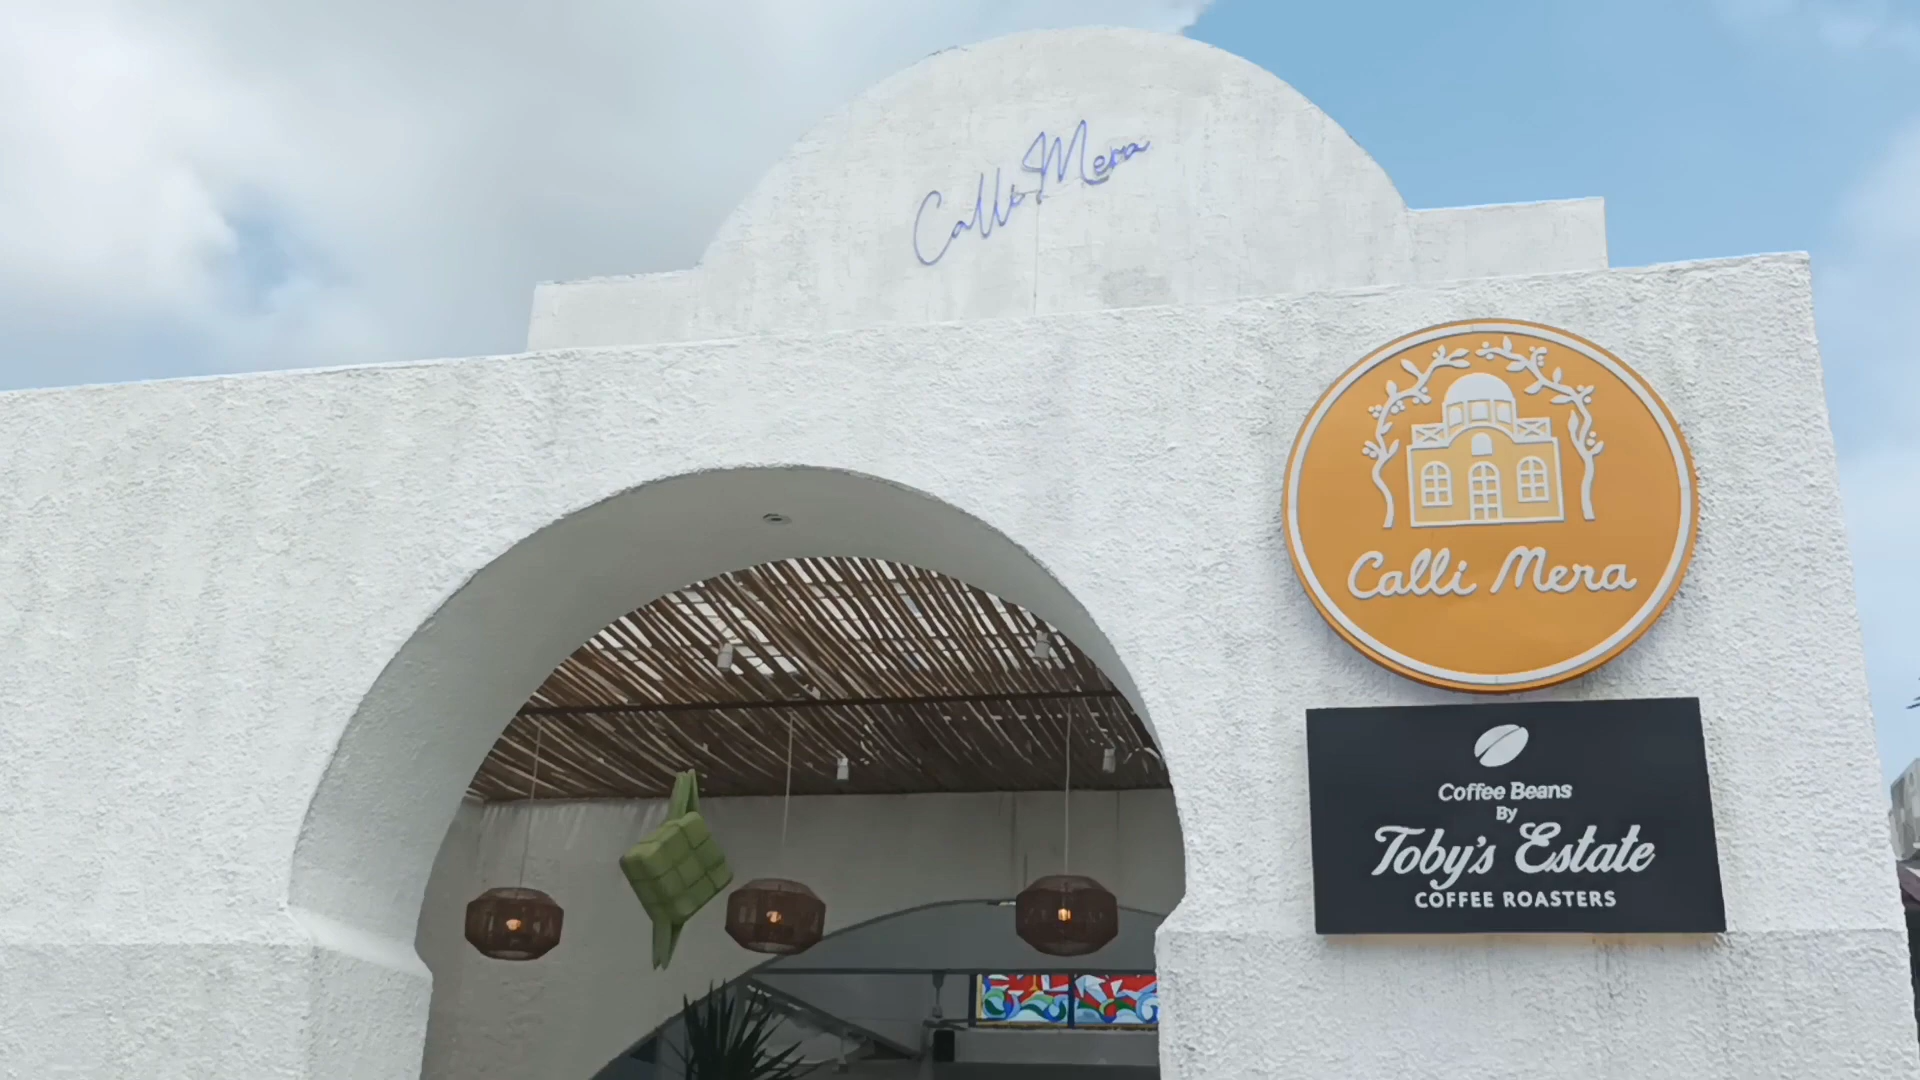 Calli Mera
Calli Mera
Coffee Beans
By
Toby's Estate
COFFEE ROASTERS